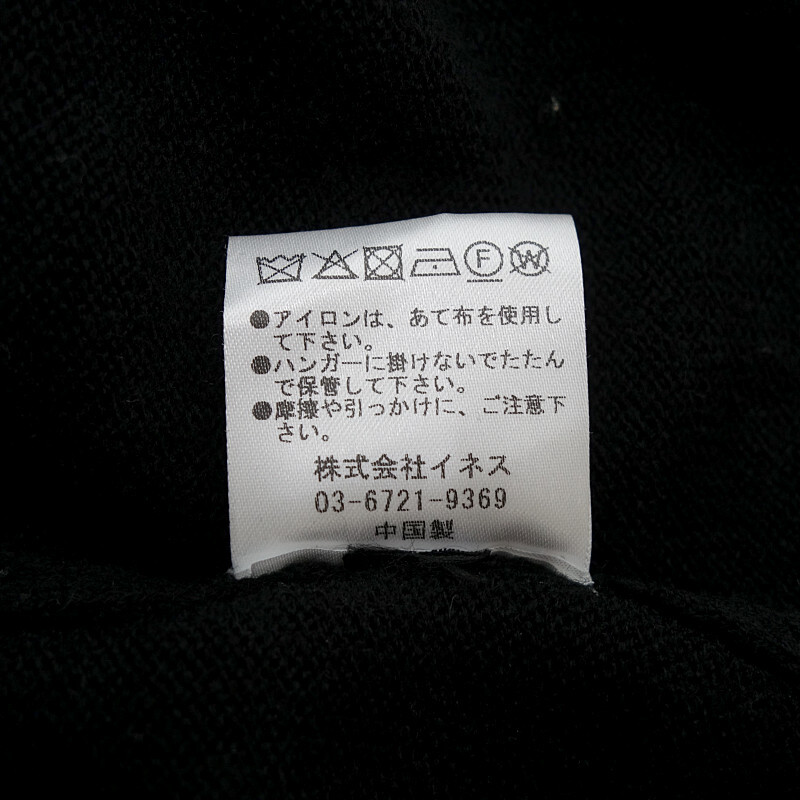 F W
●アイロンは、あて布を使用し
て下さい。
●ハンガーに掛けないでたたん
で保管して下さい。
●摩擦や引っかけに、ご注意下
さい。
株式会社イネス
03-6721-9369
中国製